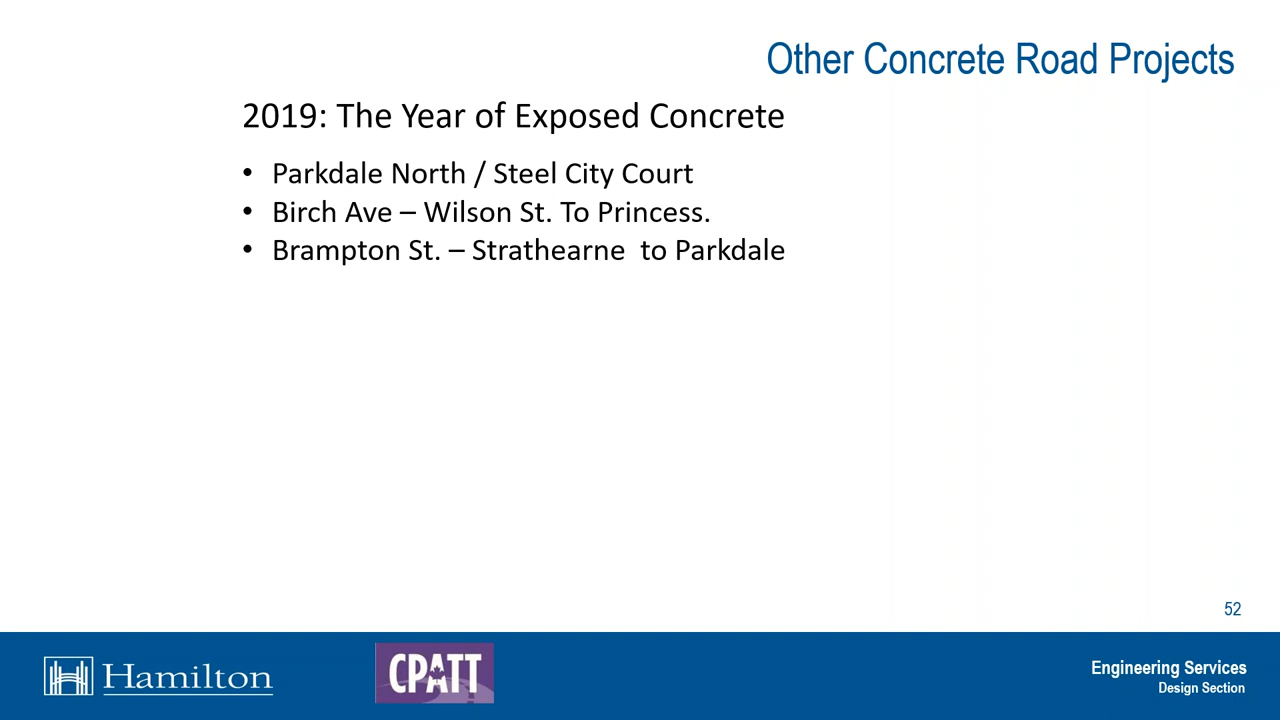 Other Concrete Road Projects
2019: The Year of Exposed Concrete
• Parkdale North / Steel City Court
• Birch Ave – Wilson St. To Princess.
• Brampton St. – Strathearne  to Parkdale
52
Hamilton
CPATT
Engineering Services
Design Section